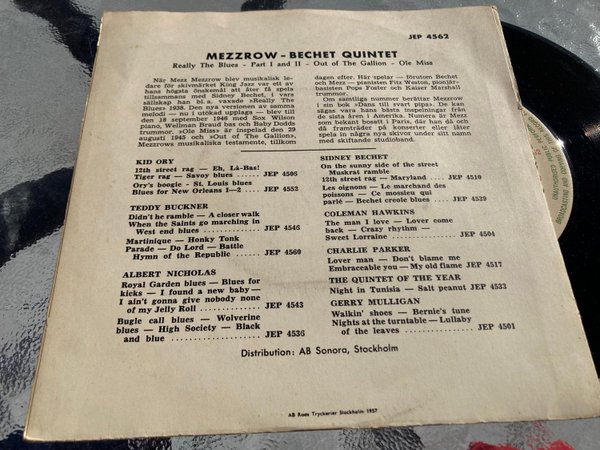 JEP 4562
MEZZROW – BECHET QUINTET
Really The Blues - Part I and II - Out of The Gallion - Ole Miss
När Mezz Mezzrow blev musikalisk le-
dare för skivmärket King Jazz var ett av
hans högsta önskemål att åter få spela
tillsammans med Sidney Bechet, i vars
sällskap han bl.a. vaxade »Really The
Blues» 1938. Den nya versionen av samma
melodi — nu i utökad upplaga — blev till
den 18 september 1946 med Sox Wilson
piano, Wellman Braud bas och Baby Dodds
trummor. »Ole Miss» är inspelad den 29
augusti 1945 och »Out of The Gallion»,
Mezzrows musikaliska testamente, tillkom
dagen efter. Här spelar — förutom Bechet
och Mezz — pianisten Fitz Weston, pionjär-
basisten Pops Foster och Kaiser Marshall
trummor.
Om samtliga nummer berättar Mezzrow
i sin bok »Dans till svart pipa». De kan
sägas vara hans bästa inspelningar från
de sista åren i Amerika. Numera är Mezz
som bekant bosatt i Paris, där han då och
då framträder på konserter eller låter
spela in några nya skivor under sitt namn
med skiftande studioband.
KID ORY
12th street rag — Eh, Là-Bas!
Tiger rag — Savoy blues JEP 4506
Ory's boogie - St. Louis blues
Blues for New Orleans 1—2 JEP 4552
TEDDY BUCKNER
Didn't he ramble — A closer walk
When the Saints go marching in
West end blues JEP 4546
Martinique — Honky Tonk
Parade — Do Lord — Battle
Hymn of the Republic JEP 4560
ALBERT NICHOLAS
Royal Garden blues — Blues for
kicks — I found a new baby —
I ain't gonna give nobody none
of my Jelly Roll JEP 4543
Bugle call blues — Wolverine
blues — High Society — Black
and blue JEP 4536
SIDNEY BECHET
On the sunny side of the street
Muskrat ramble
12th street rag — Maryland JEP 4510
Les oignons — Le marchand des
poissons — Ce mossieu qui
parlé — Bechet creole blues JEP 4529
COLEMAN HAWKINS
The man I love — Lover come
back — Crazy rhythm —
Sweet Lorraine JEP 4504
CHARLIE PARKER
Lover man — Don't blame me
Embraceable you — My old flame JEP 4517
THE QUINTET OF THE YEAR
Night in Tunisia — Salt peanut JEP 4533
GERRY MULLIGAN
Walkin' shoes — Bernie's tune
Nights at the turntable — Lullaby
of the leaves JEP 4501
Distribution: AB Sonora, Stockholm
AB Roos Tryckerier Stockholm 1957